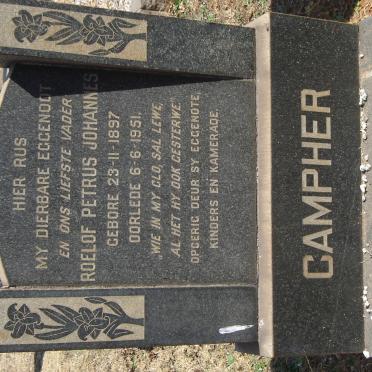 HIER RUS
MY DIERBARE EGGENOOT
EN ONS LIEFSTE VADER
ROELOF PETRUS JOHANNES
GEBORE 23-11-1897
OORLEDE 6-6-1951.
„WIE IN MY GLO, SAL LEWE,
AL HET HY OOK GESTERWE"
OPGERIG DEUR SY EGGENOTE,
KINDERS EN KAMERADE.
CAMPHER